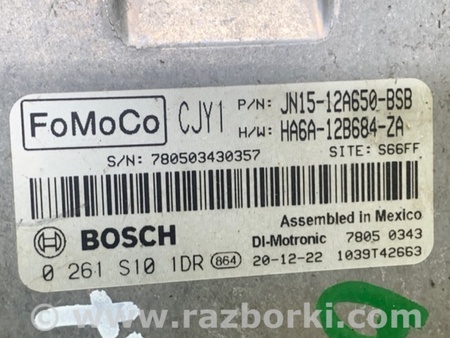 FoMoCo CJY1 P/N: JN15-12A650-BSB
H/W: HA6A-12B684-ZA
S/N: 780503430357 SITE: S66FF
Assembled in Mexico
BOSCH DI-Motronic 7805 0343
0 261 S10 1DR 864 20-12-22 1039T42663
www.razborki.com